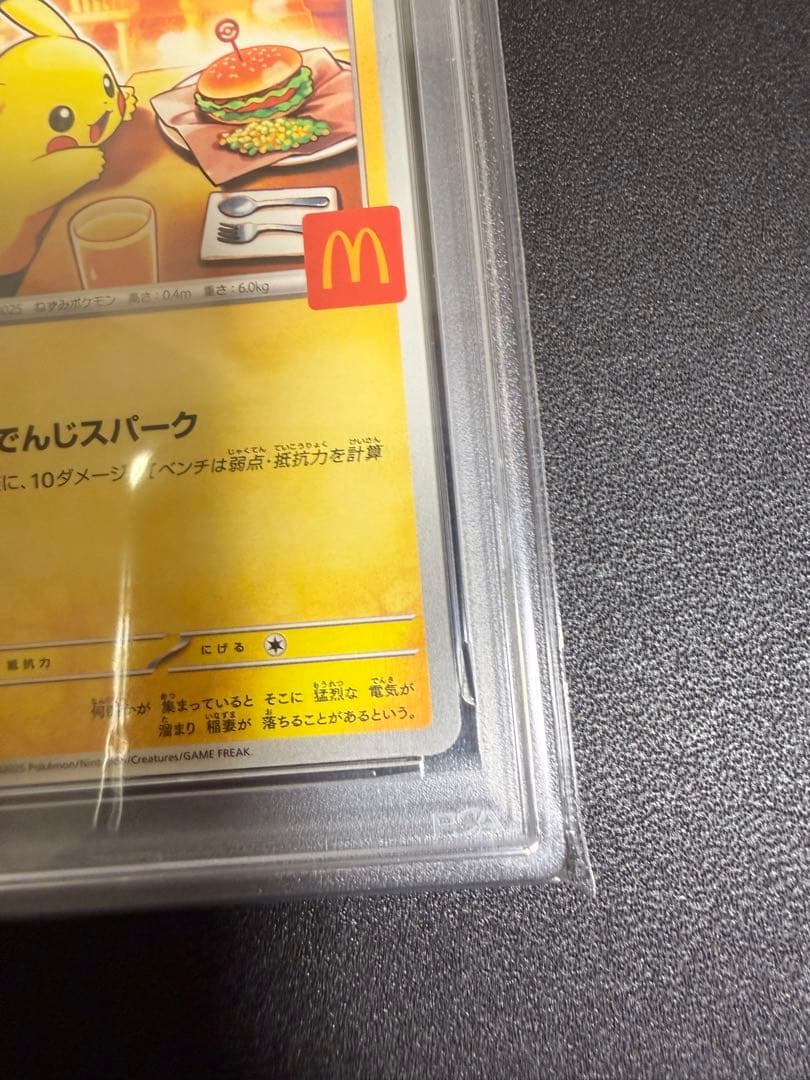 025 ねずみポケモン 高さ：0.4m 重さ：6.0kg
でんじスパーク
に、10ダメージ。［ベンチは弱点・抵抗力を計算
抵抗力 にげる
集まっていると そこに 猛烈な 電気が
溜まり 稲妻が 落ちることがあるという。
©2025 Pokémon/Nintendo/Creatures/GAME FREAK.
PSA